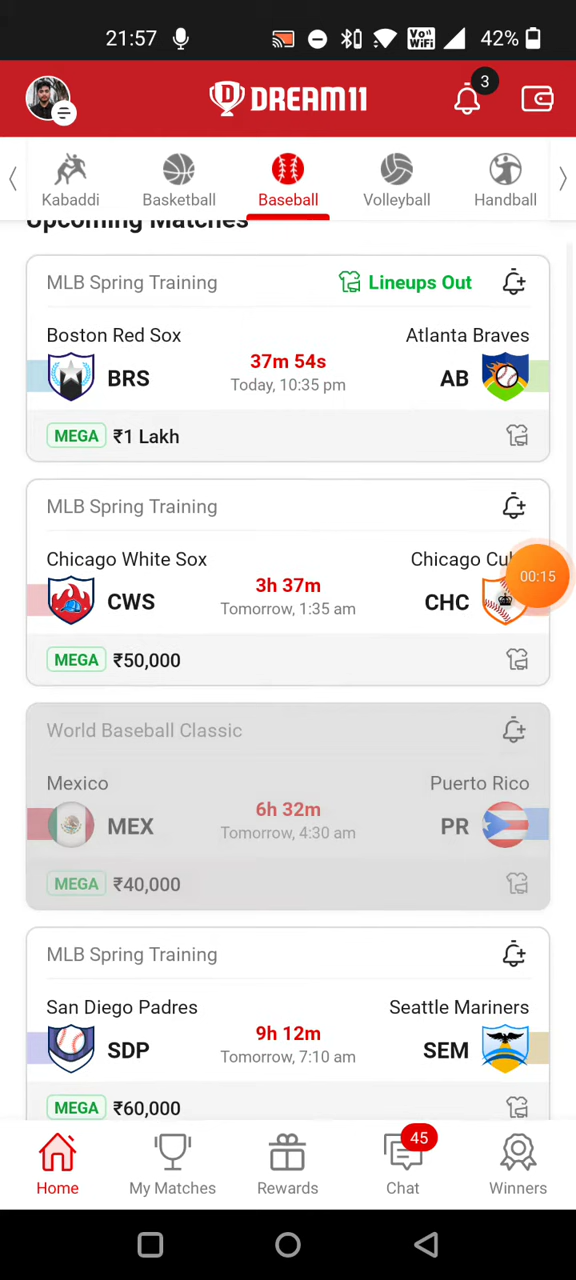 21:57 Vo)) WiFi 42%
DREAM11 3
Kabaddi Basketball Baseball Volleyball Handball
Upcoming Matches
MLB Spring Training Lineups Out
Boston Red Sox Atlanta Braves
BRS 37m 54s AB
Today, 10:35 pm
MEGA ₹1 Lakh
MLB Spring Training
Chicago White Sox Chicago Cu
CWS 3h 37m CHC
Tomorrow, 1:35 am
00:15
MEGA ₹50,000
World Baseball Classic
Mexico Puerto Rico
MEX 6h 32m PR
Tomorrow, 4:30 am
MEGA ₹40,000
MLB Spring Training
San Diego Padres Seattle Mariners
SDP 9h 12m SEM
Tomorrow, 7:10 am
MEGA ₹60,000
45
Home My Matches Rewards Chat Winners